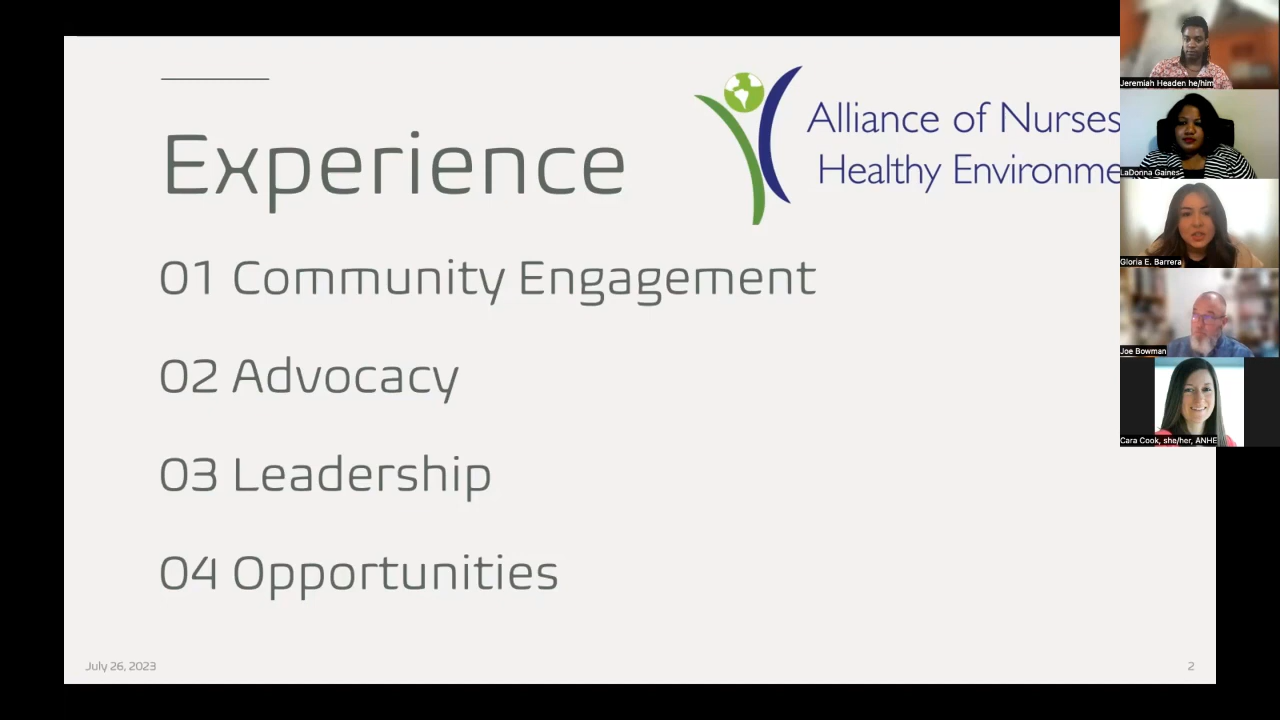 Experience
Alliance of Nurses
Healthy Environme
01 Community Engagement
02 Advocacy
03 Leadership
04 Opportunities
July 26, 2023
2
Jeremiah Headen he/him
LaDonna Gaines
Gloria E. Barrera
Joe Bowman
Cara Cook, she/her, ANHE